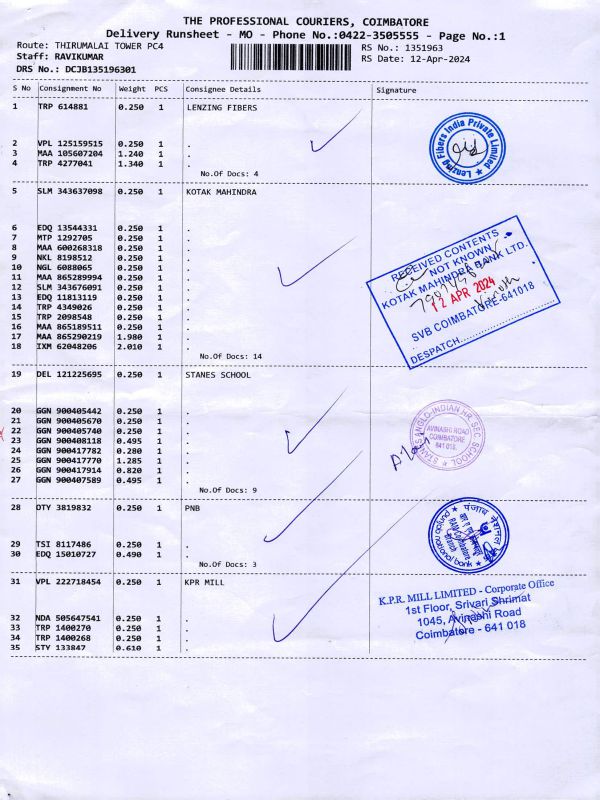 THE PROFESSIONAL COURIERS, COIMBATORE
Delivery Runsheet - MO - Phone No.:0422-3505555 - Page No.:1
Route: THIRUMALAI TOWER PC4 RS No.: 1351963
Staff: RAVIKUMAR RS Date: 12-Apr-2024
DRS No.: DCJB135196301
S No Consignment No Weight PCS Consignee Details Signature
1 TRP 614881 0.250 1 LENZING FIBERS
Lenzing Fibers India Private Limited
2 VPL 125159515 0.250 1 .
3 MAA 105607204 1.240 1 .
4 TRP 4277041 1.340 1 .
No.Of Docs: 4
5 SLM 343637098 0.250 1 KOTAK MAHINDRA
6 EDQ 13544331 0.250 1 .
7 MTP 1292705 0.250 1 .
8 MAA 600268318 0.250 1 .
9 NKL 8198512 0.250 1 .
10 NGL 6088065 0.250 1 .
11 MAA 865289994 0.250 1 .
12 SLM 343676091 0.250 1 .
13 EDQ 11813119 0.250 1 .
14 TRP 4349026 0.250 1 .
15 TRP 2098548 0.250 1 .
16 MAA 865189511 0.250 1 .
17 MAA 865290219 1.980 1 .
18 IXM 62048206 2.010 1 .
No.Of Docs: 14
RECEIVED CONTENTS
NOT KNOWN
KOTAK MAHINDRA BANK LTD.
12 APR 2024
SVB COIMBATORE-641018
DESPATCH
19 DEL 121225695 0.250 1 STANES SCHOOL
20 GGN 900405442 0.250 1 .
21 GGN 900405670 0.250 1 .
22 GGN 900405740 0.250 1 .
23 GGN 900408118 0.495 1 .
24 GGN 900417782 0.280 1 .
25 GGN 900417770 1.285 1 .
26 GGN 900417914 0.820 1 .
27 GGN 900407589 0.495 1 .
No.Of Docs: 9
STANES ANGLO-INDIAN HR. SEC. SCHOOL
AVINASHI ROAD
COIMBATORE
641 018.
28 OTY 3819832 0.250 1 PNB
29 TSI 8117486 0.250 1 .
30 EDQ 15010727 0.490 1 .
No.Of Docs: 3
पंजाब नैशनल
national bank
31 VPL 222718454 0.250 1 KPR MILL
32 NDA 505647541 0.250 1 .
33 TRP 1400270 0.250 1 .
34 TRP 1400268 0.250 1 .
35 STY 133847 0.610 1 .
K.P.R. MILL LIMITED - Corporate Office
1st Floor, Srivari Shrimat
1045, Avinashi Road
Coimbatore - 641 018